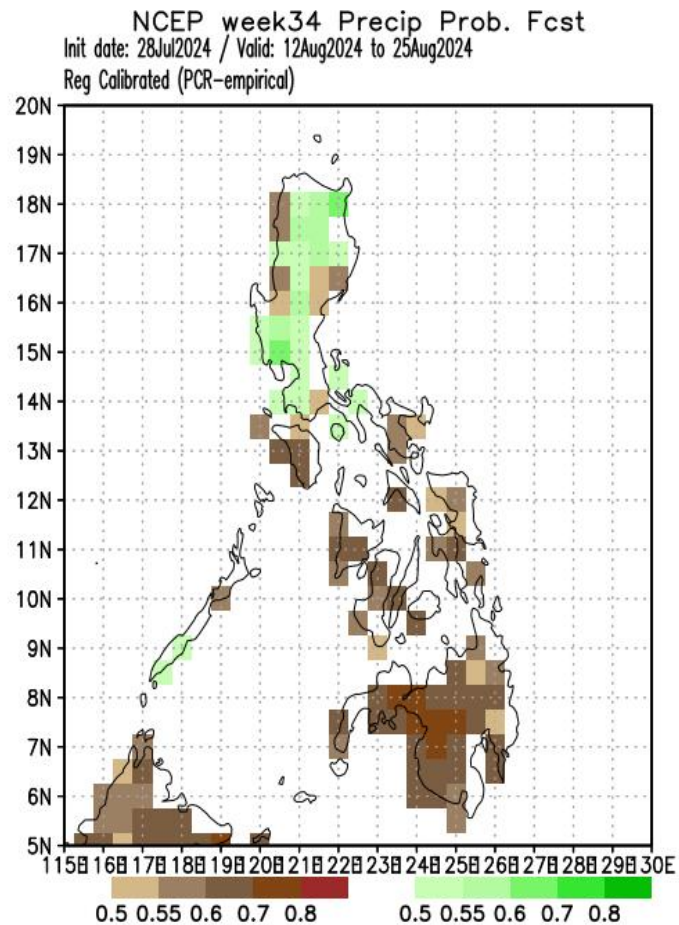 NCEP week34 Precip Prob. Fcst
Init date: 28Jul2024 / Valid: 12Aug2024 to 25Aug2024
Reg Calibrated (PCR-empirical)
20N
19N
18N
17N
16N
15N
14N
13N
12N
11N
10N
9N
8N
7N
6N
5N
115E 116E 117E 118E 119E 120E 121E 122E 123E 124E 125E 126E 127E 128E 129E 130E
0.5 0.55 0.6 0.7 0.8 0.5 0.55 0.6 0.7 0.8